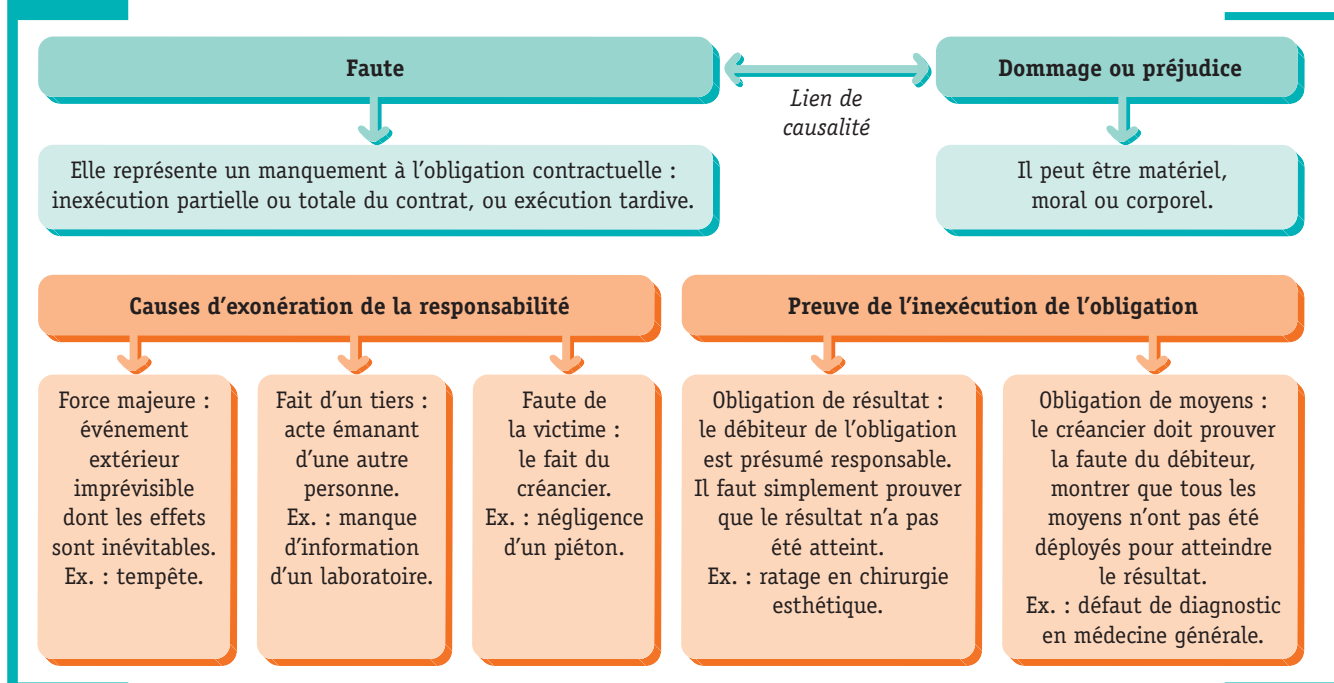 Faute
Dommage ou préjudice
Lien de
causalité
Elle représente un manquement à l’obligation contractuelle :
inexécution partielle ou totale du contrat, ou exécution tardive.
Il peut être matériel,
moral ou corporel.
Causes d’exonération de la responsabilité
Preuve de l’inexécution de l’obligation
Force majeure :
événement
extérieur
imprévisible
dont les effets
sont inévitables.
Ex. : tempête.
Fait d’un tiers :
acte émanant
d’une autre
personne.
Ex. : manque
d’information
d’un laboratoire.
Faute de
la victime :
le fait du
créancier.
Ex. : négligence
d’un piéton.
Obligation de résultat :
le débiteur de l’obligation
est présumé responsable.
Il faut simplement prouver
que le résultat n’a pas
été atteint.
Ex. : ratage en chirurgie
esthétique.
Obligation de moyens :
le créancier doit prouver
la faute du débiteur,
montrer que tous les
moyens n’ont pas été
déployés pour atteindre
le résultat.
Ex. : défaut de diagnostic
en médecine générale.